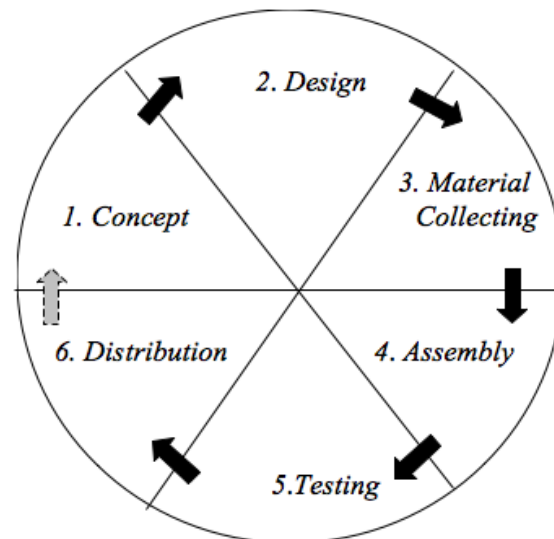 2. Design
3. Material
Collecting
1. Concept
6. Distribution
4. Assembly
5.Testing